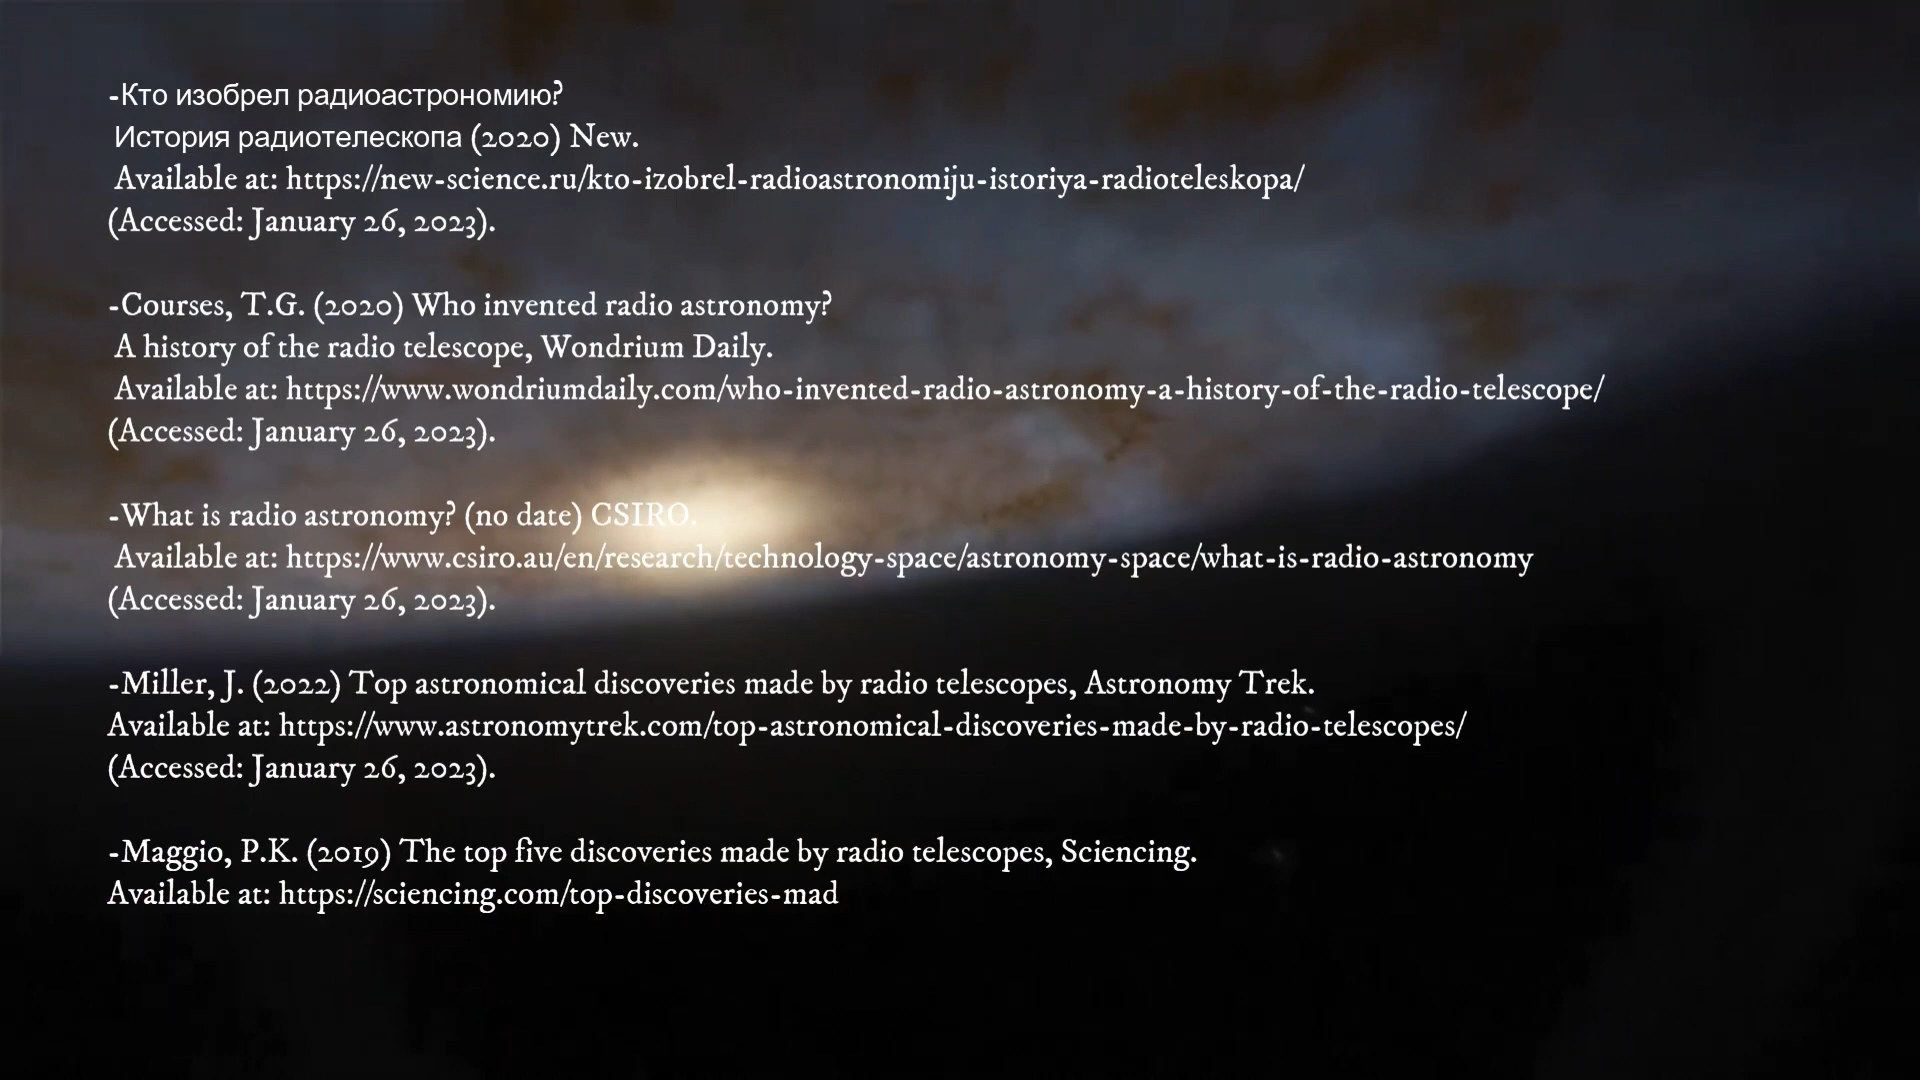 -Кто изобрел радиоастрономию?
История радиотелескопа (2020) New.
Available at: https://new-science.ru/kto-izobrel-radioastronomiju-istoriya-radioteleskopa/
(Accessed: January 26, 2023).
-Courses, T.G. (2020) Who invented radio astronomy?
A history of the radio telescope, Wondrium Daily.
Available at: https://www.wondriumdaily.com/who-invented-radio-astronomy-a-history-of-the-radio-telescope/
(Accessed: January 26, 2023).
-What is radio astronomy? (no date) CSIRO.
Available at: https://www.csiro.au/en/research/technology-space/astronomy-space/what-is-radio-astronomy
(Accessed: January 26, 2023).
-Miller, J. (2022) Top astronomical discoveries made by radio telescopes, Astronomy Trek.
Available at: https://www.astronomytrek.com/top-astronomical-discoveries-made-by-radio-telescopes/
(Accessed: January 26, 2023).
-Maggio, P.K. (2019) The top five discoveries made by radio telescopes, Sciencing.
Available at: https://sciencing.com/top-discoveries-mad